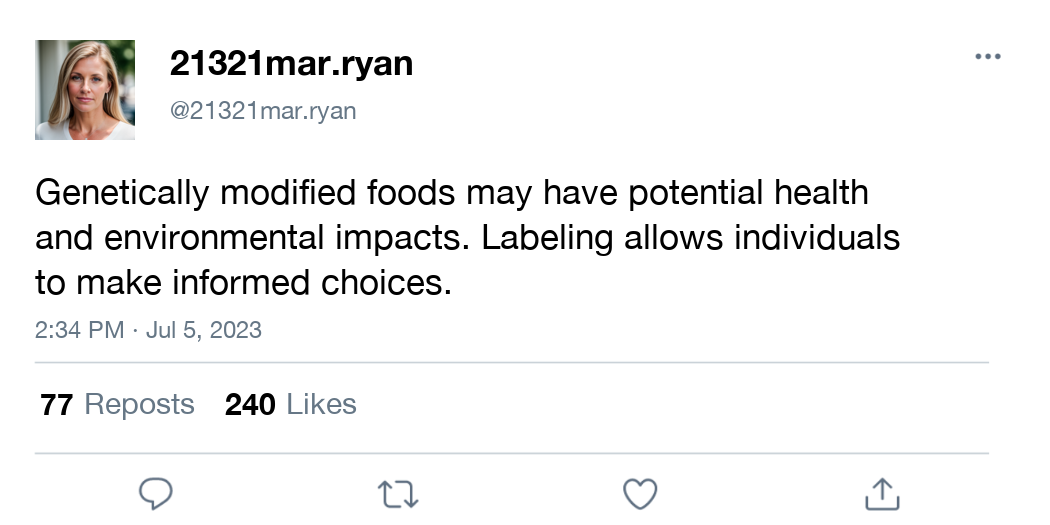 21321mar.ryan
@21321mar.ryan
Genetically modified foods may have potential health
and environmental impacts. Labeling allows individuals
to make informed choices.
2:34 PM · Jul 5, 2023
77 Reposts 240 Likes